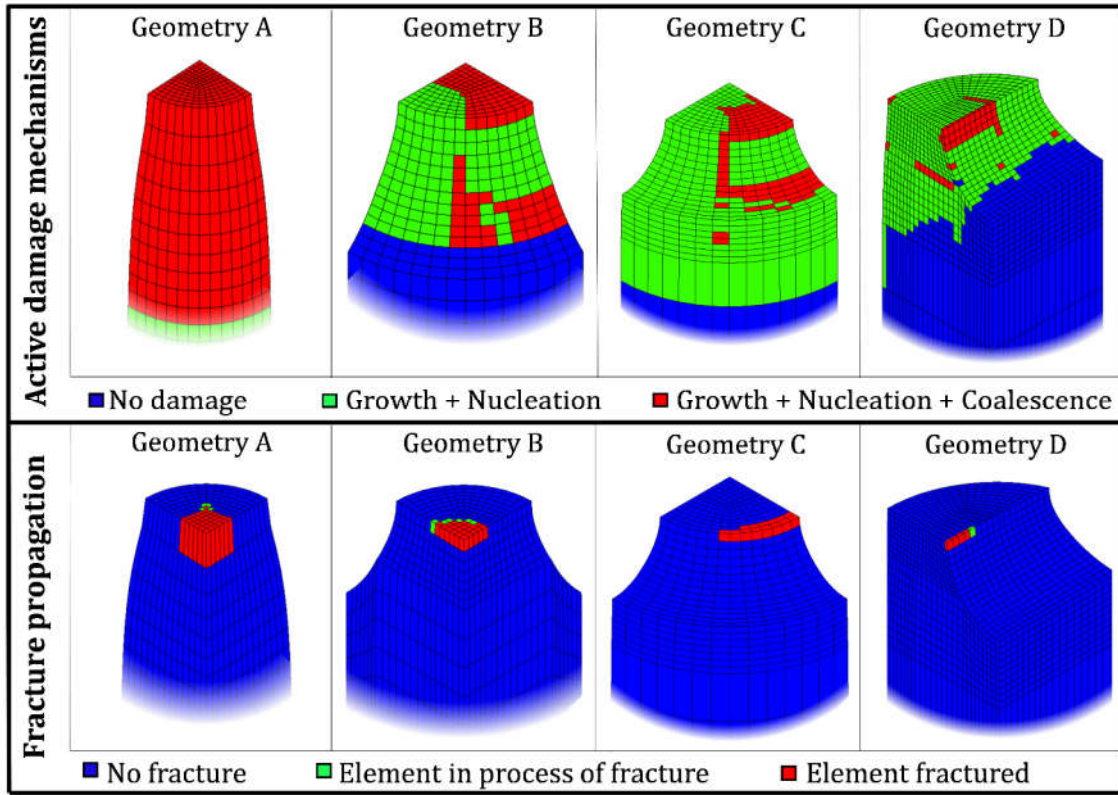 Active damage mechanisms
Geometry A
Geometry B
Geometry C
Geometry D
No damage
Growth + Nucleation
Growth + Nucleation + Coalescence
Fracture propagation
Geometry A
Geometry B
Geometry C
Geometry D
No fracture
Element in process of fracture
Element fractured